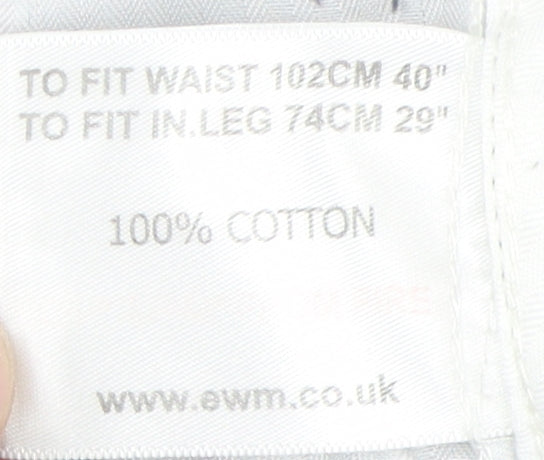 TO FIT WAIST 102CM 40"
TO FIT IN.LEG 74CM 29"
100% COTTON
www.ewm.co.uk